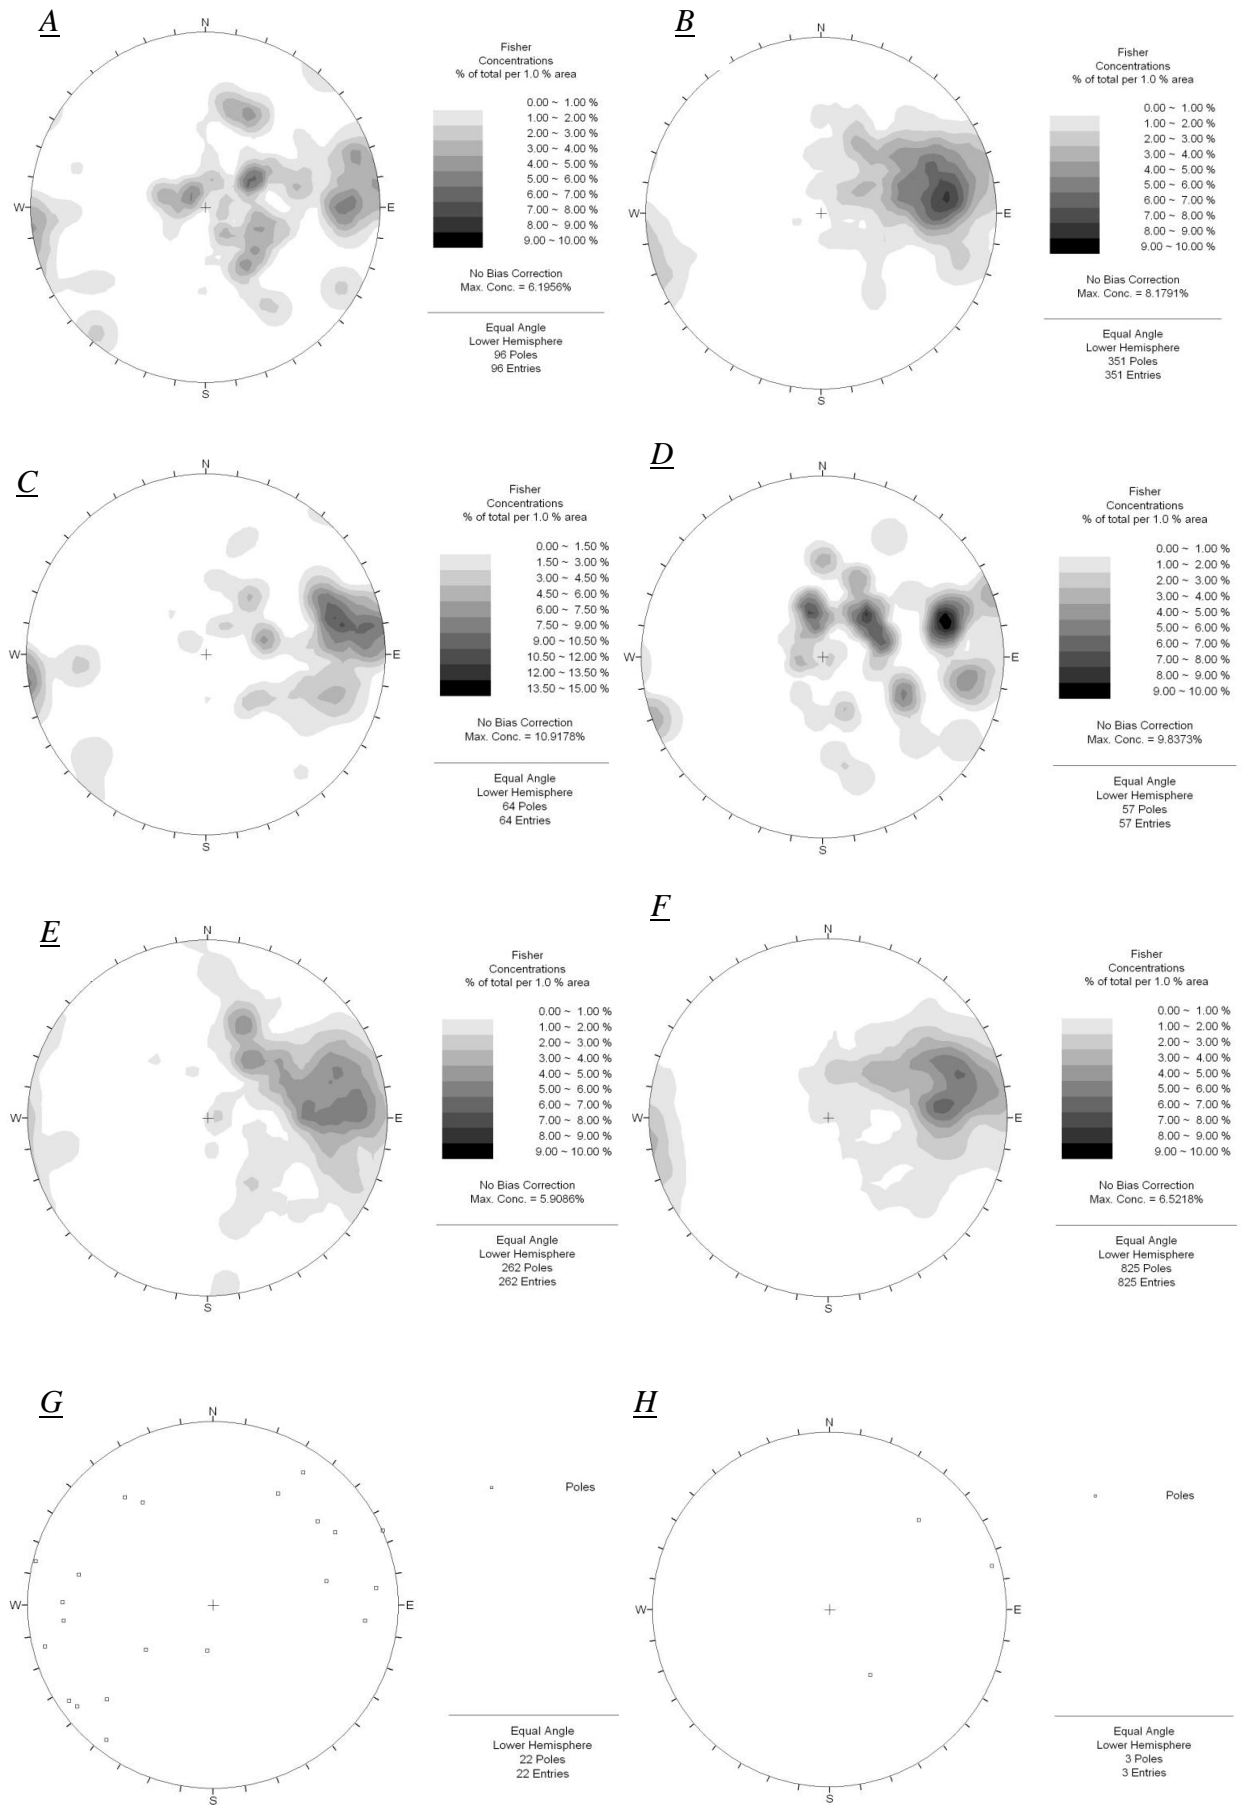 A
N
W
E
S
Fisher
Concentrations
% of total per 1.0 % area
0.00 ~ 1.00 %
1.00 ~ 2.00 %
2.00 ~ 3.00 %
3.00 ~ 4.00 %
4.00 ~ 5.00 %
5.00 ~ 6.00 %
6.00 ~ 7.00 %
7.00 ~ 8.00 %
8.00 ~ 9.00 %
9.00 ~ 10.00 %
No Bias Correction
Max. Conc. = 6.1956%
Equal Angle
Lower Hemisphere
96 Poles
96 Entries
B
N
W
E
S
Fisher
Concentrations
% of total per 1.0 % area
0.00 ~ 1.00 %
1.00 ~ 2.00 %
2.00 ~ 3.00 %
3.00 ~ 4.00 %
4.00 ~ 5.00 %
5.00 ~ 6.00 %
6.00 ~ 7.00 %
7.00 ~ 8.00 %
8.00 ~ 9.00 %
9.00 ~ 10.00 %
No Bias Correction
Max. Conc. = 8.1791%
Equal Angle
Lower Hemisphere
351 Poles
351 Entries
C
N
W
E
S
Fisher
Concentrations
% of total per 1.0 % area
0.00 ~ 1.50 %
1.50 ~ 3.00 %
3.00 ~ 4.50 %
4.50 ~ 6.00 %
6.00 ~ 7.50 %
7.50 ~ 9.00 %
9.00 ~ 10.50 %
10.50 ~ 12.00 %
12.00 ~ 13.50 %
13.50 ~ 15.00 %
No Bias Correction
Max. Conc. = 10.9178%
Equal Angle
Lower Hemisphere
64 Poles
64 Entries
D
N
W
E
S
Fisher
Concentrations
% of total per 1.0 % area
0.00 ~ 1.00 %
1.00 ~ 2.00 %
2.00 ~ 3.00 %
3.00 ~ 4.00 %
4.00 ~ 5.00 %
5.00 ~ 6.00 %
6.00 ~ 7.00 %
7.00 ~ 8.00 %
8.00 ~ 9.00 %
9.00 ~ 10.00 %
No Bias Correction
Max. Conc. = 9.8373%
Equal Angle
Lower Hemisphere
57 Poles
57 Entries
E
N
W
E
S
Fisher
Concentrations
% of total per 1.0 % area
0.00 ~ 1.00 %
1.00 ~ 2.00 %
2.00 ~ 3.00 %
3.00 ~ 4.00 %
4.00 ~ 5.00 %
5.00 ~ 6.00 %
6.00 ~ 7.00 %
7.00 ~ 8.00 %
8.00 ~ 9.00 %
9.00 ~ 10.00 %
No Bias Correction
Max. Conc. = 5.9086%
Equal Angle
Lower Hemisphere
262 Poles
262 Entries
F
N
W
E
S
Fisher
Concentrations
% of total per 1.0 % area
0.00 ~ 1.00 %
1.00 ~ 2.00 %
2.00 ~ 3.00 %
3.00 ~ 4.00 %
4.00 ~ 5.00 %
5.00 ~ 6.00 %
6.00 ~ 7.00 %
7.00 ~ 8.00 %
8.00 ~ 9.00 %
9.00 ~ 10.00 %
No Bias Correction
Max. Conc. = 6.5218%
Equal Angle
Lower Hemisphere
825 Poles
825 Entries
G
N
W
E
S
Poles
Equal Angle
Lower Hemisphere
22 Poles
22 Entries
H
N
W
E
S
Poles
Equal Angle
Lower Hemisphere
3 Poles
3 Entries